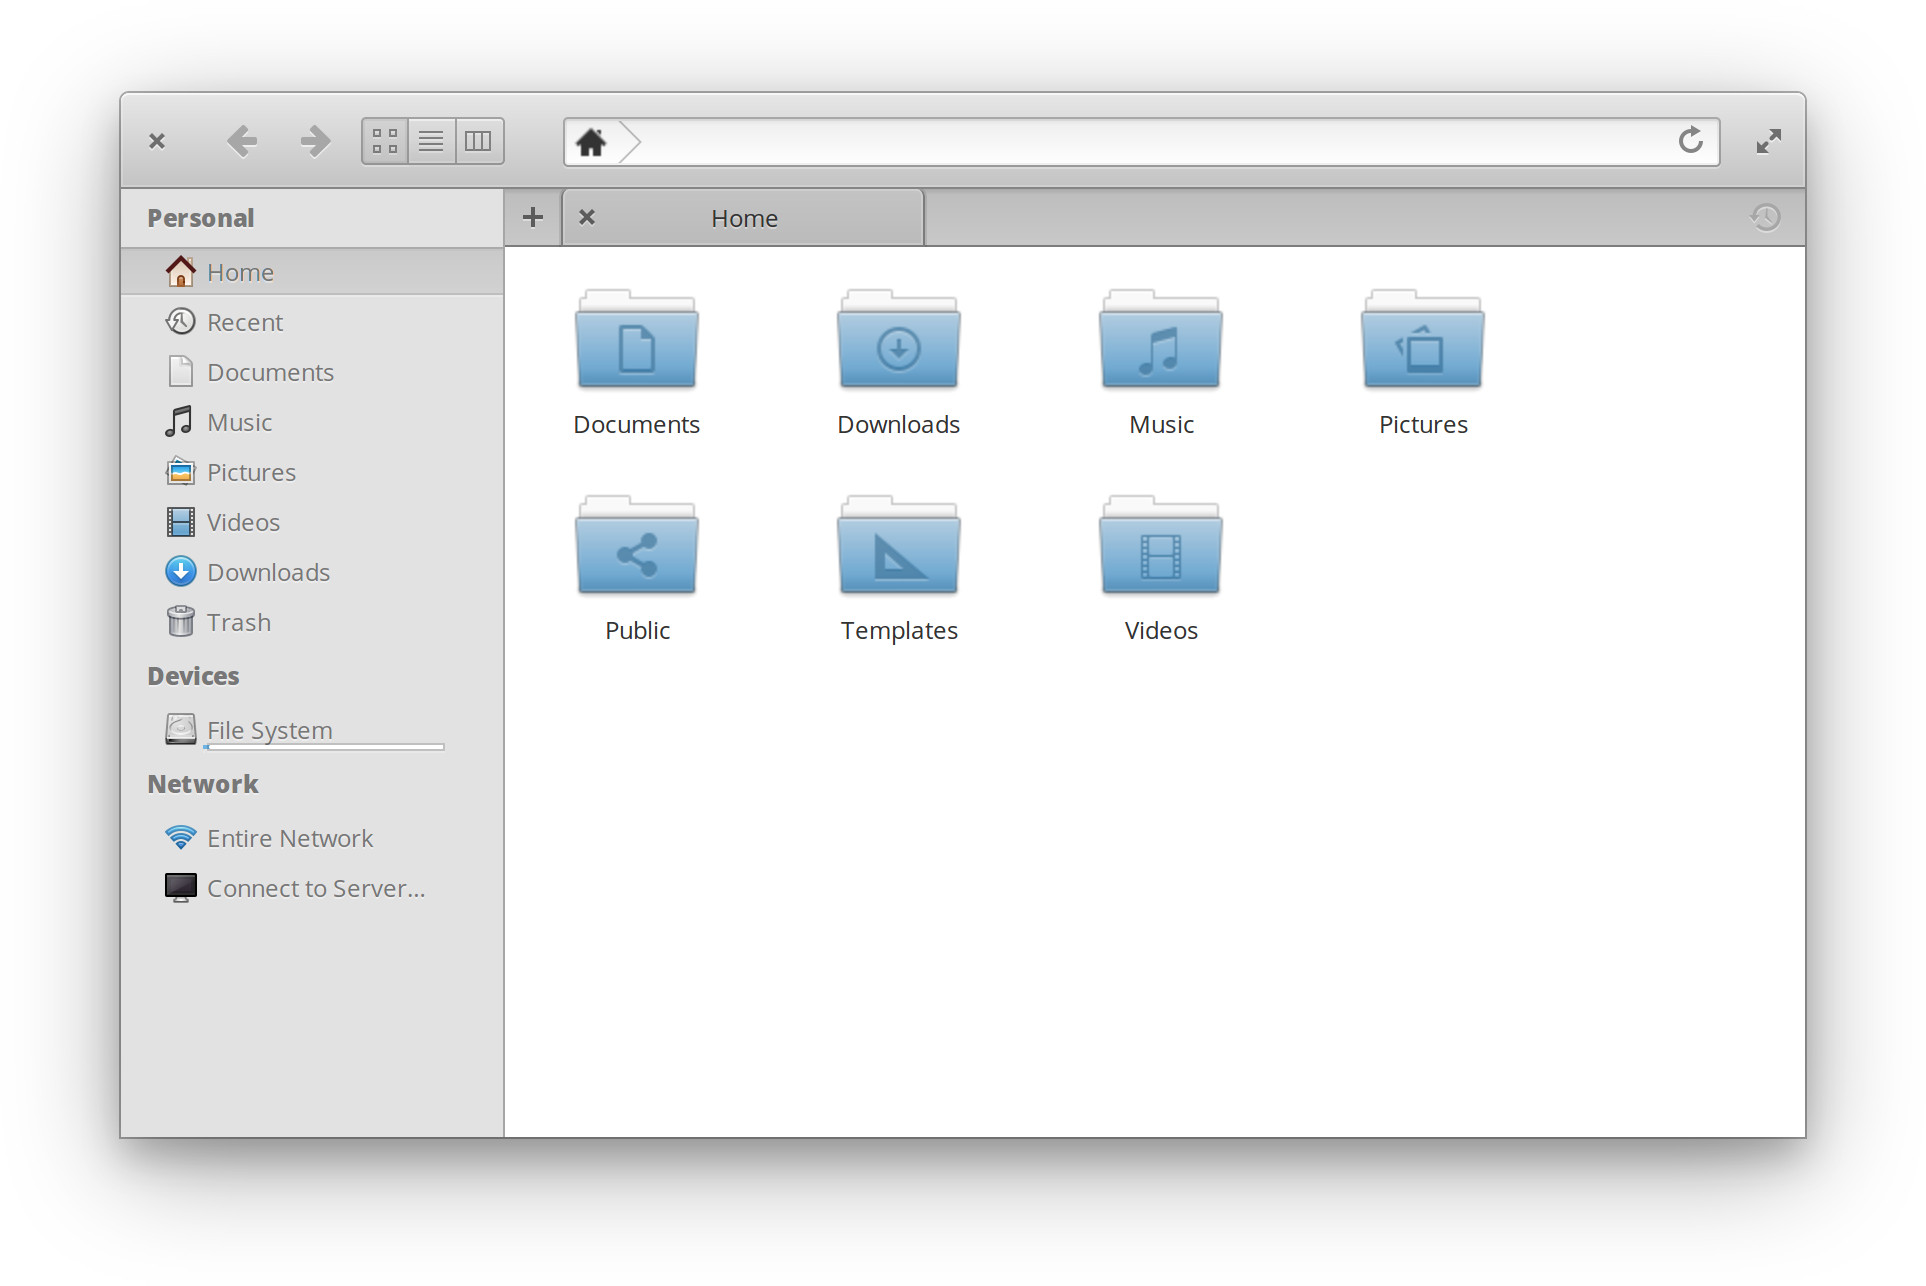 Personal
Home
Recent
Documents
Music
Pictures
Videos
Downloads
Trash
Devices
File System
Network
Entire Network
Connect to Server...
Home
Documents
Downloads
Music
Pictures
Public
Templates
Videos